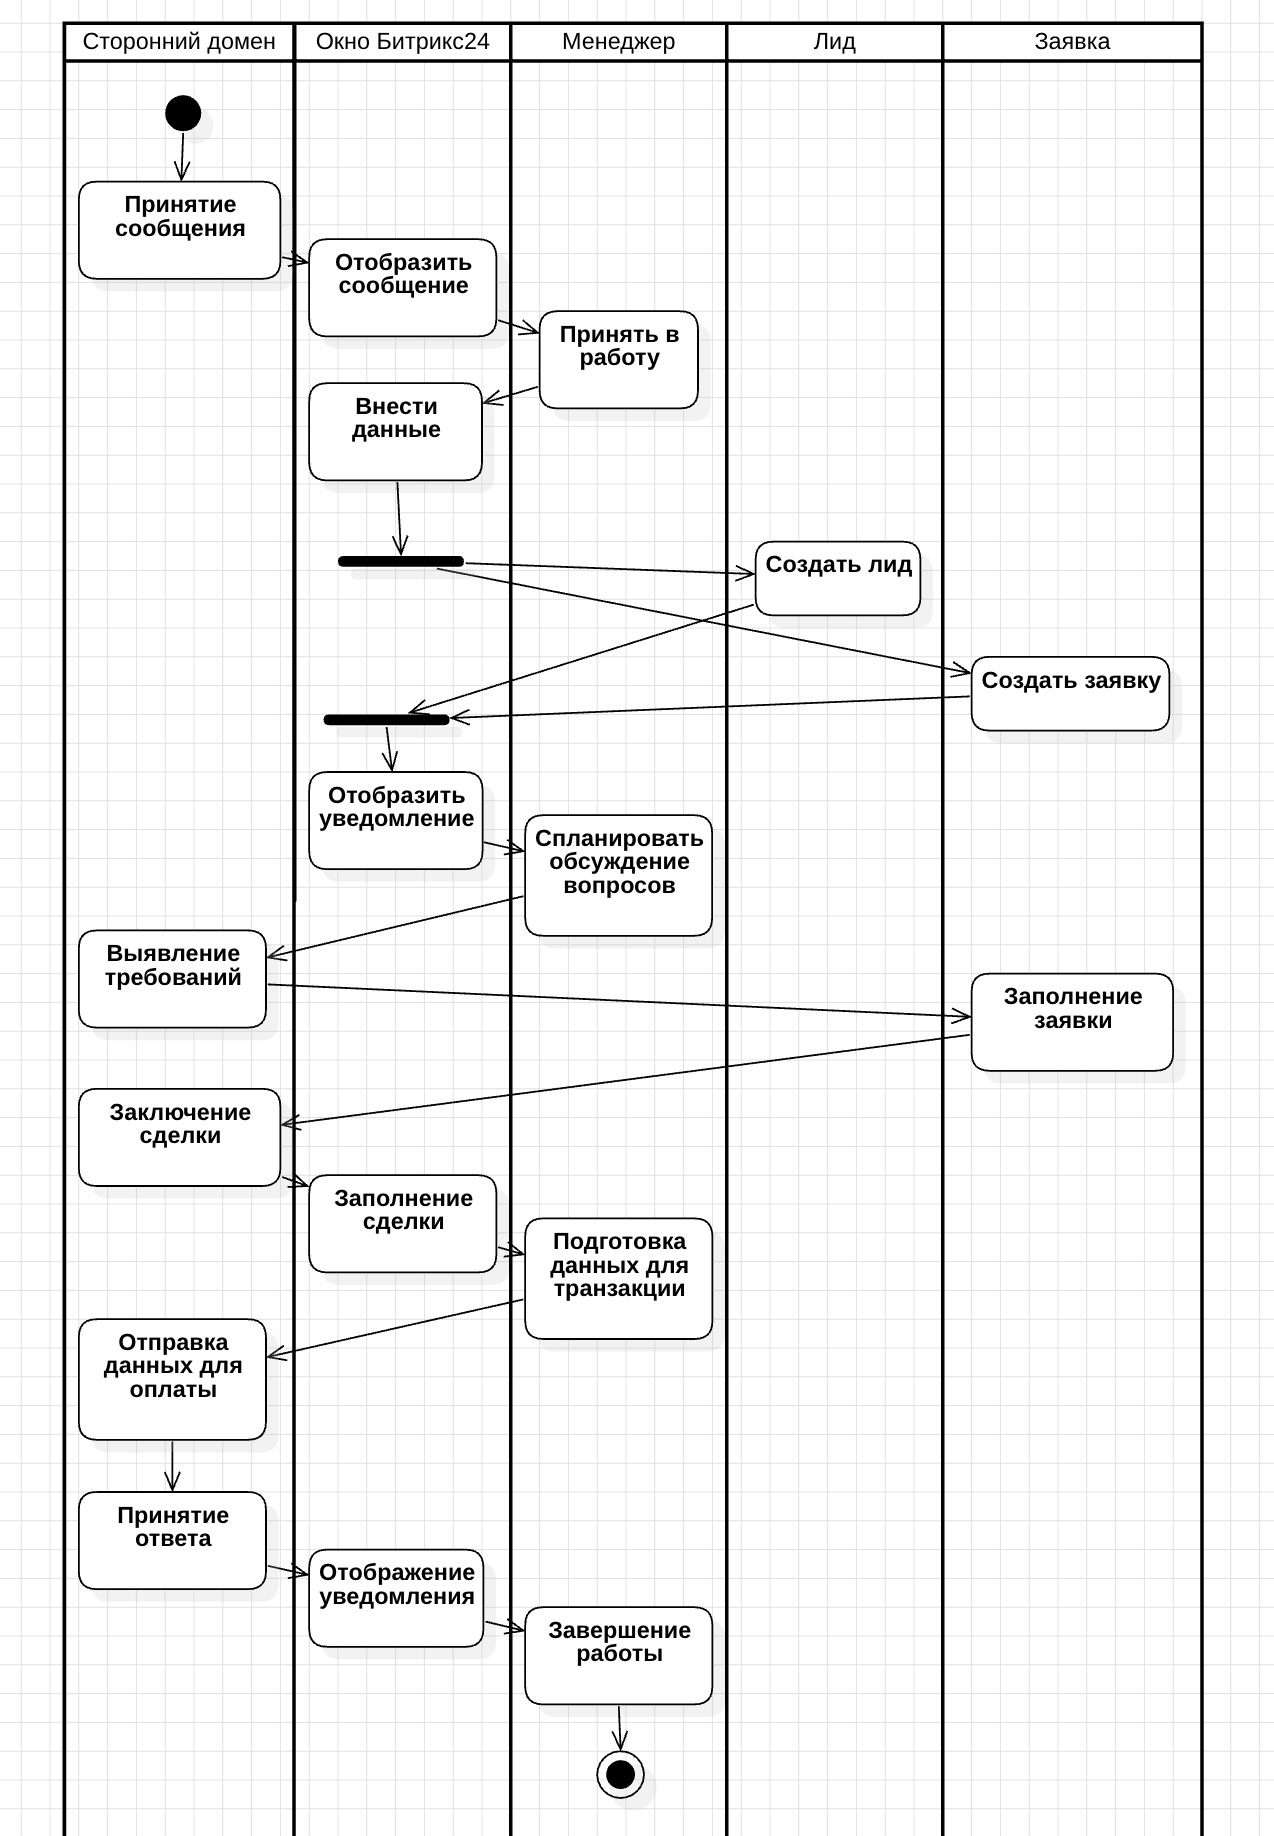 Сторонний домен
Окно Битрикс24
Менеджер
Лид
Заявка
Принятие
сообщения
Отобразить
сообщение
Принять в
работу
Внести
данные
Создать лид
Создать заявку
Отобразить
уведомление
Спланировать
обсуждение
вопросов
Выявление
требований
Заполнение
заявки
Заключение
сделки
Заполнение
сделки
Подготовка
данных для
транзакции
Отправка
данных для
оплаты
Принятие
ответа
Отображение
уведомления
Завершение
работы